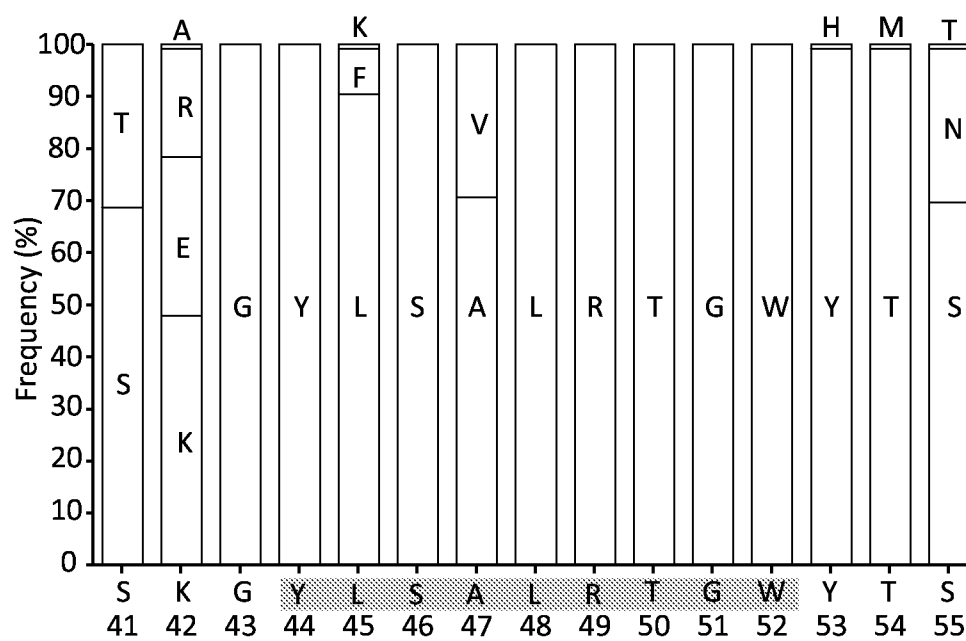 A K H M T
100
T R F V N
90
80
70
E
60
50 G Y L S A L R T G W Y T S
40
S
30
K
20
10
0
Frequency (%)
S K G Y L S A L R T G W Y T S
41 42 43 44 45 46 47 48 49 50 51 52 53 54 55